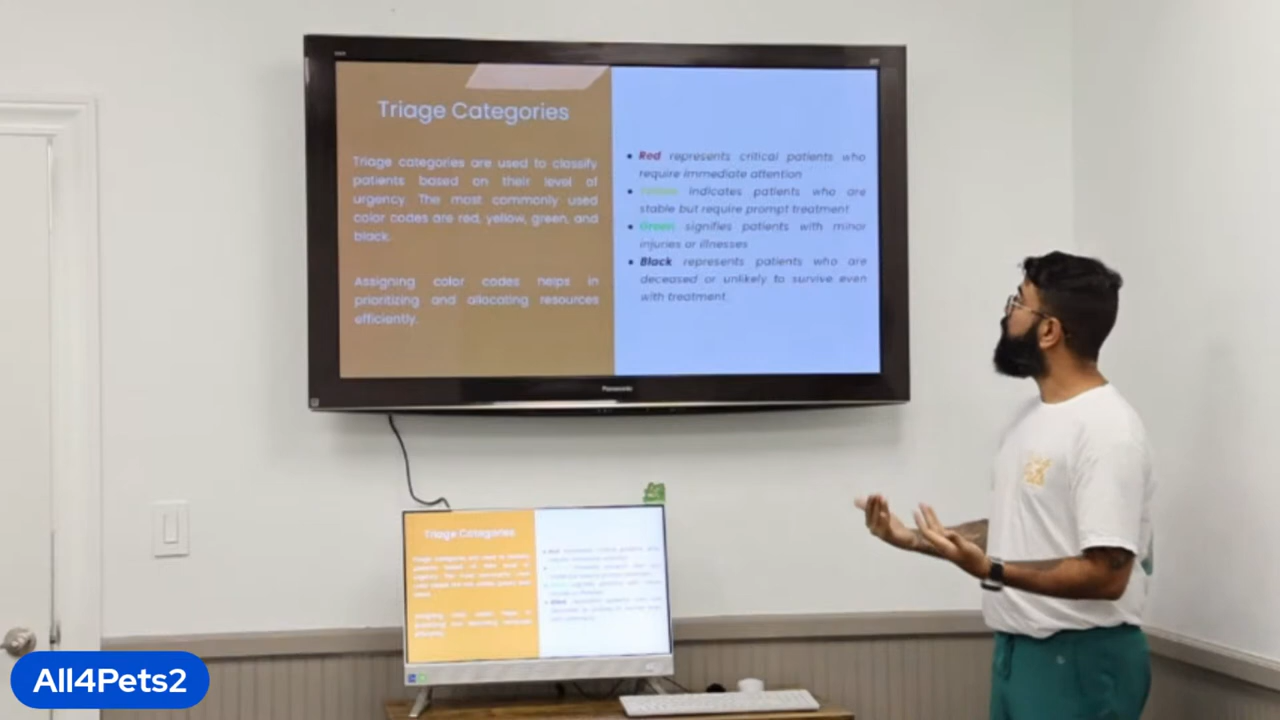 Triage Categories
Triage categories are used to classify
patients based on their level of
urgency. The most commonly used
color codes are red, yellow, green, and
black.
Assigning color codes helps in
prioritizing and allocating resources
efficiently.
• Red represents critical patients who
require immediate attention
• Yellow indicates patients who are
stable but require prompt treatment
• Green signifies patients with minor
injuries or illnesses
• Black represents patients who are
deceased or unlikely to survive even
with treatment.
Panasonic
Triage Categories
All4Pets2